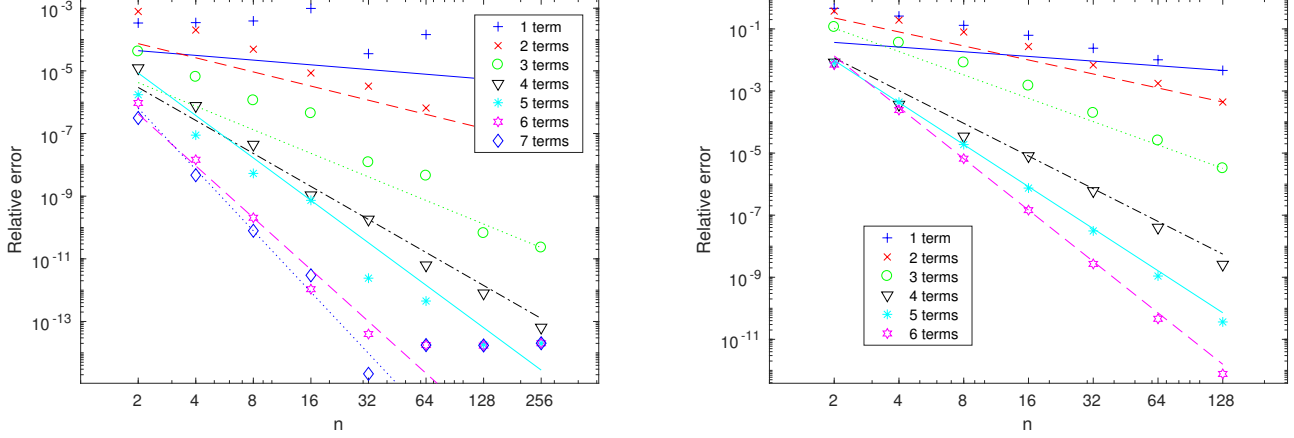 10^-3
10^-5
10^-7
10^-9
10^-11
10^-13
Relative error
2 4 8 16 32 64 128 256
n
1 term
2 terms
3 terms
4 terms
5 terms
6 terms
7 terms
10^-1
10^-3
10^-5
10^-7
10^-9
10^-11
Relative error
2 4 8 16 32 64 128
n
1 term
2 terms
3 terms
4 terms
5 terms
6 terms